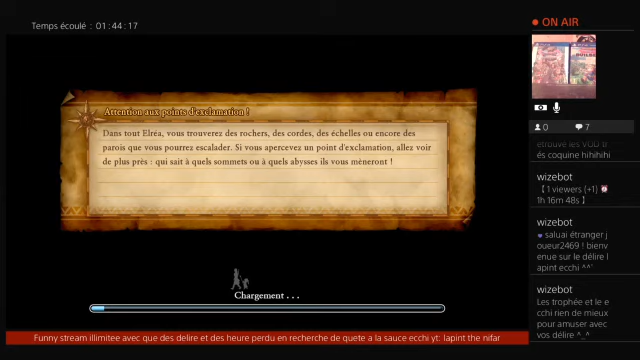 Temps écoulé : 01:44:17
ON AIR
Attention aux points d'exclamation !
Dans tout Elréa, vous trouverez des rochers, des cordes, des échelles ou encore des
parois que vous pourrez escalader. Si vous apercevez un point d'exclamation, allez voir
de plus près : qui sait à quels sommets ou à quels abysses ils vous mèneront !
Chargement . . .
0
7
etrouve les VOD tr
és coquine hihihihi
wizebot
【 1 viewers (+1)
1h 16m 48s 】
wizebot
saluai étranger j
oueur2469 ! bienv
enue sur le délire l
apint ecchi ^^'
wizebot
Les trophée et le e
cchi rien de mieux
pour amuser avec
vos délire ^_^
Funny stream illimitee avec que des delire et des heure perdu en recherche de quete a la sauce ecchi yt: lapint the nifar